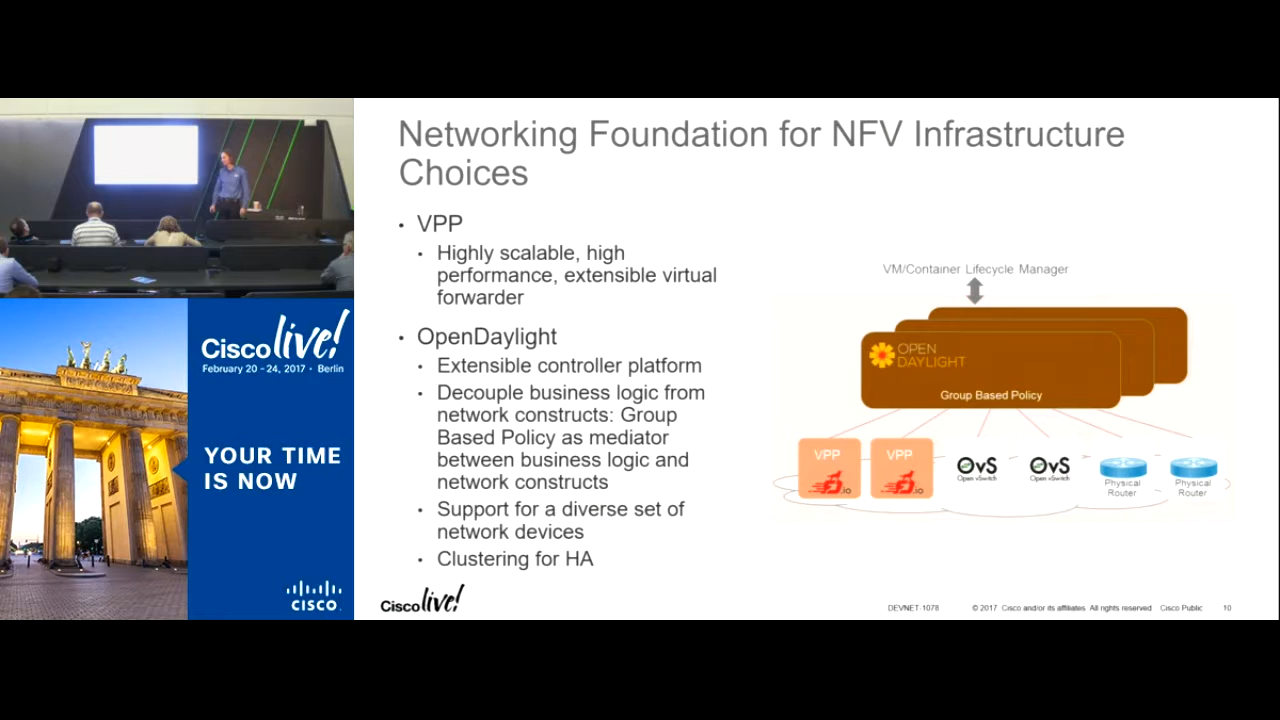 Networking Foundation for NFV Infrastructure
Choices
• VPP
• Highly scalable, high
performance, extensible virtual
forwarder
• OpenDaylight
• Extensible controller platform
• Decouple business logic from
network constructs: Group
Based Policy as mediator
between business logic and
network constructs
• Support for a diverse set of
network devices
• Clustering for HA
VM/Container Lifecycle Manager
OPEN
DAYLIGHT
Group Based Policy
VPP
.io
VPP
.io
OVS
Open vSwitch
OVS
Open vSwitch
Physical
Router
Physical
Router
Cisco live!
DEVNET-1078 © 2017 Cisco and/or its affiliates. All rights reserved Cisco Public 10
Cisco live!
February 20 - 24, 2017 • Berlin
YOUR TIME
IS NOW
CISCO.